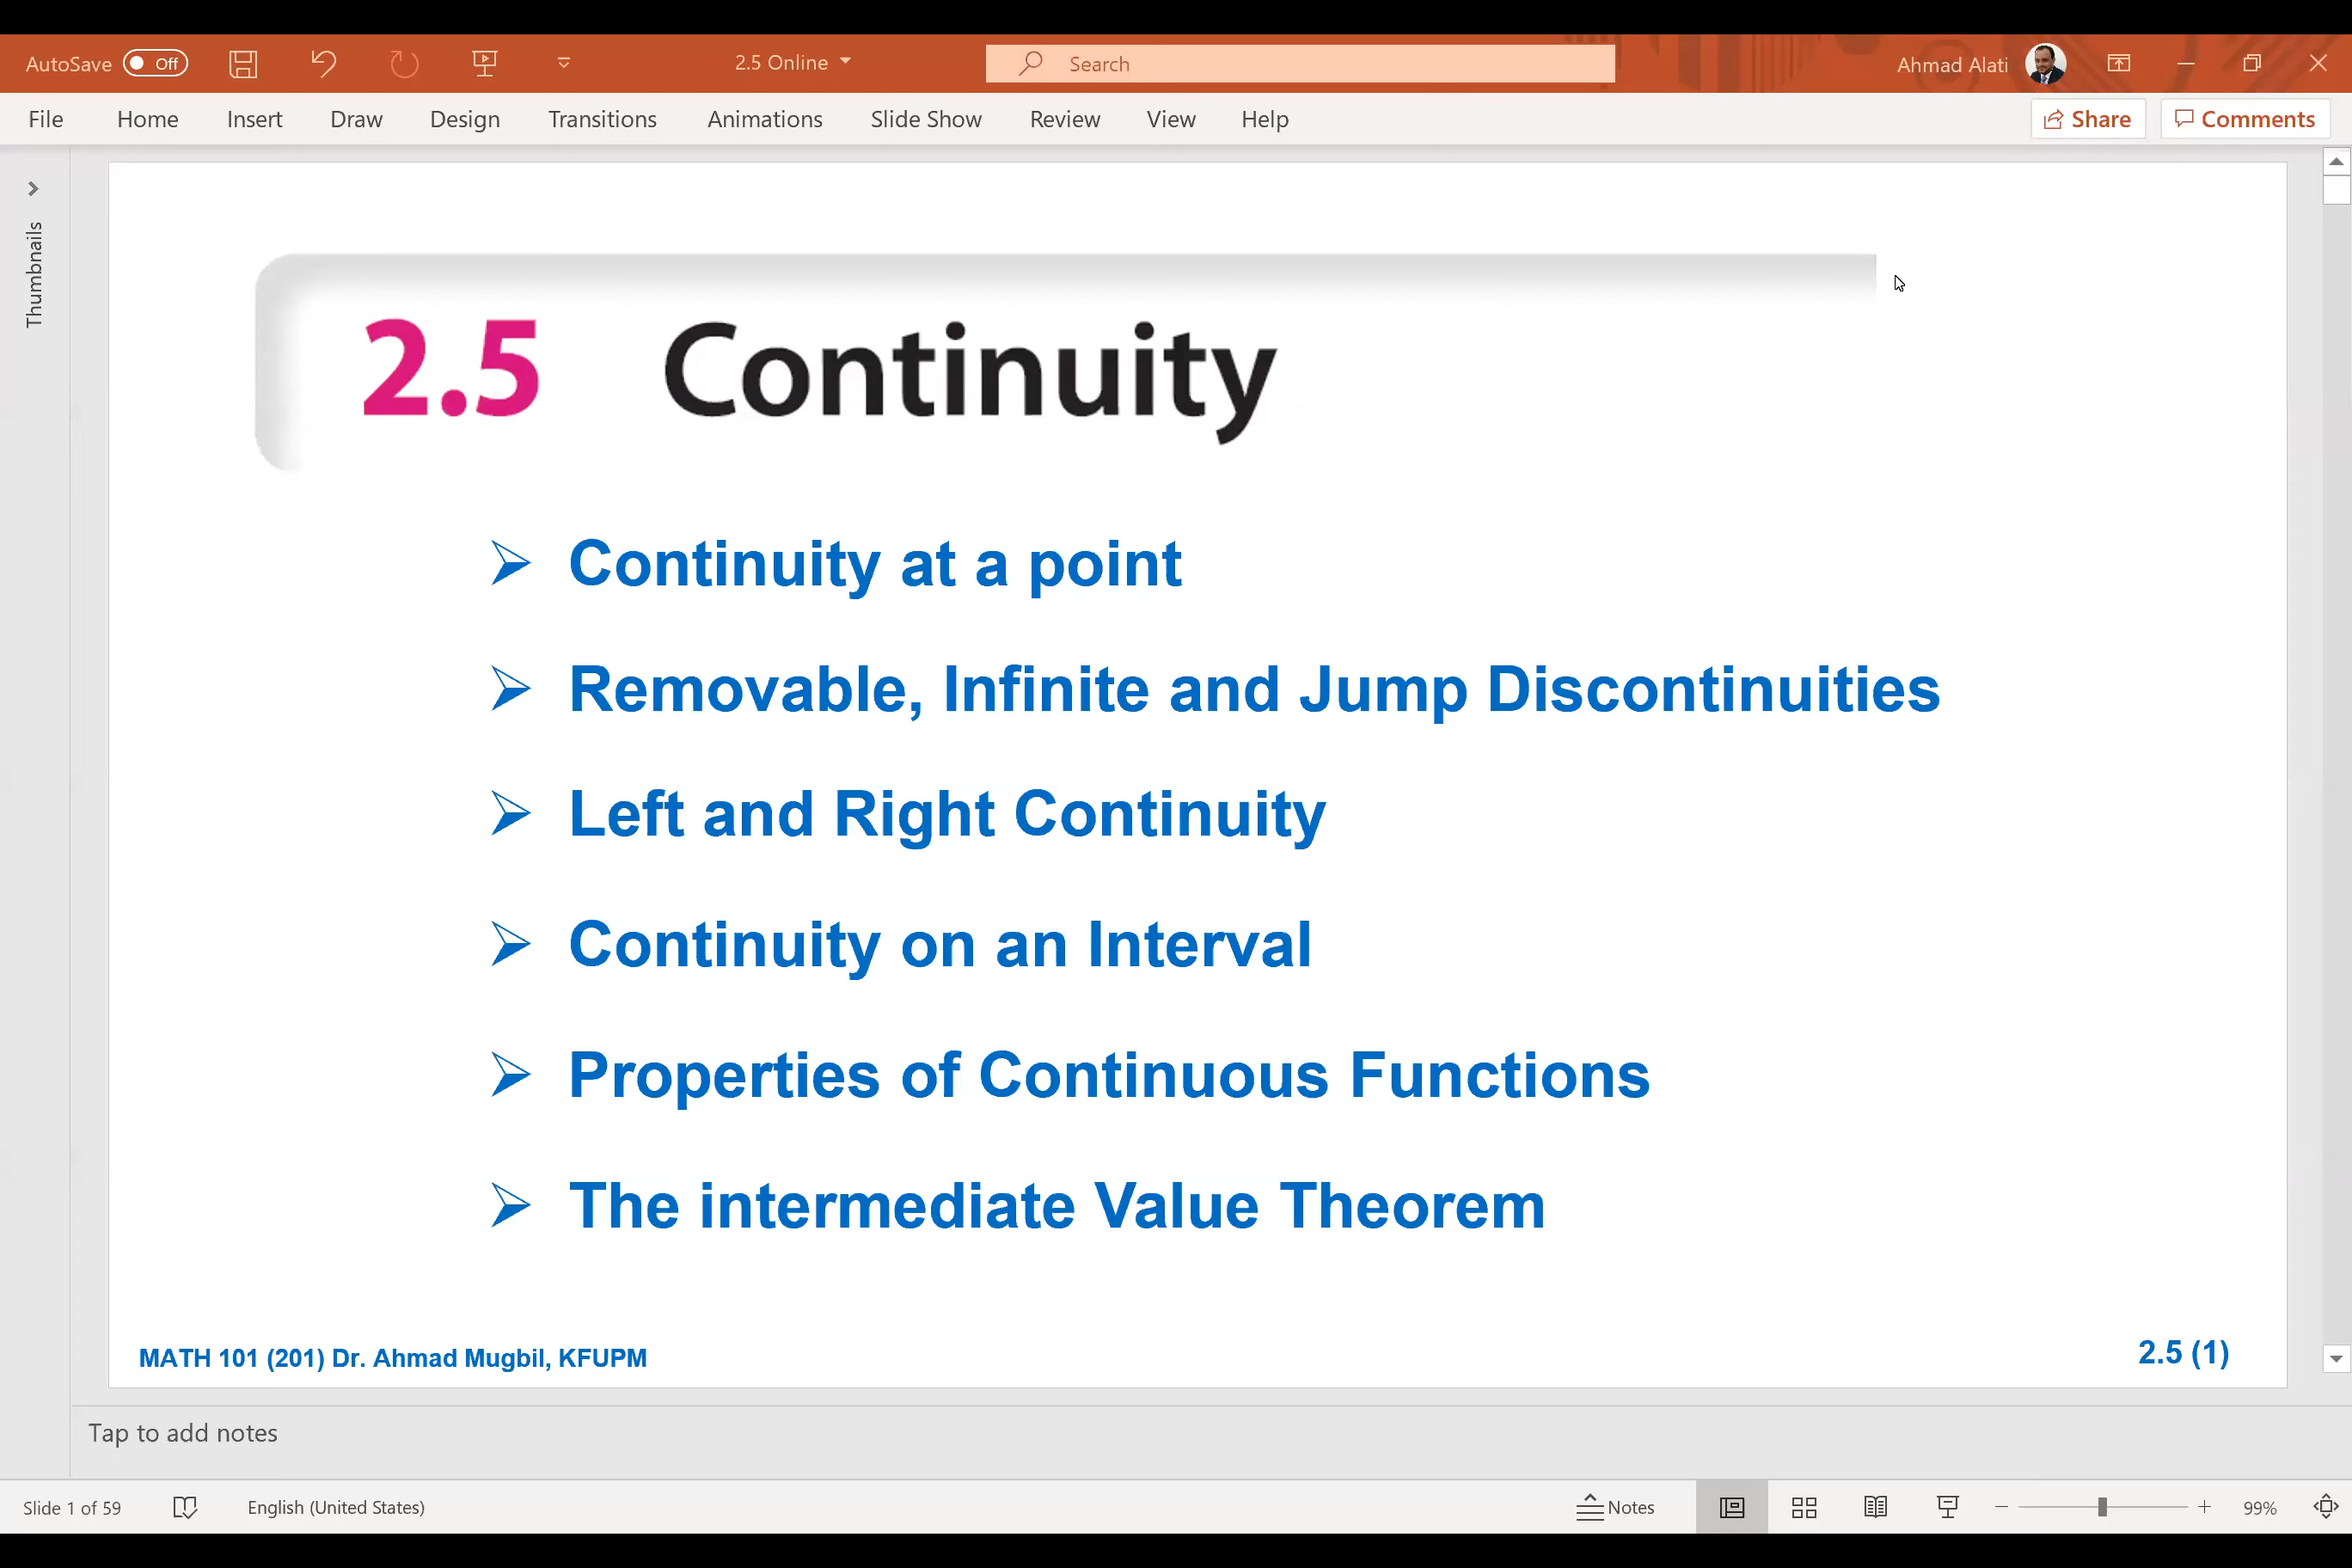 AutoSave Off 2.5 Online Search Ahmad Alati
File Home Insert Draw Design Transitions Animations Slide Show Review View Help Share Comments
Thumbnails
2.5 Continuity
Continuity at a point
Removable, Infinite and Jump Discontinuities
Left and Right Continuity
Continuity on an Interval
Properties of Continuous Functions
The intermediate Value Theorem
MATH 101 (201) Dr. Ahmad Mugbil, KFUPM 2.5 (1)
Tap to add notes
Slide 1 of 59 English (United States) Notes 99%